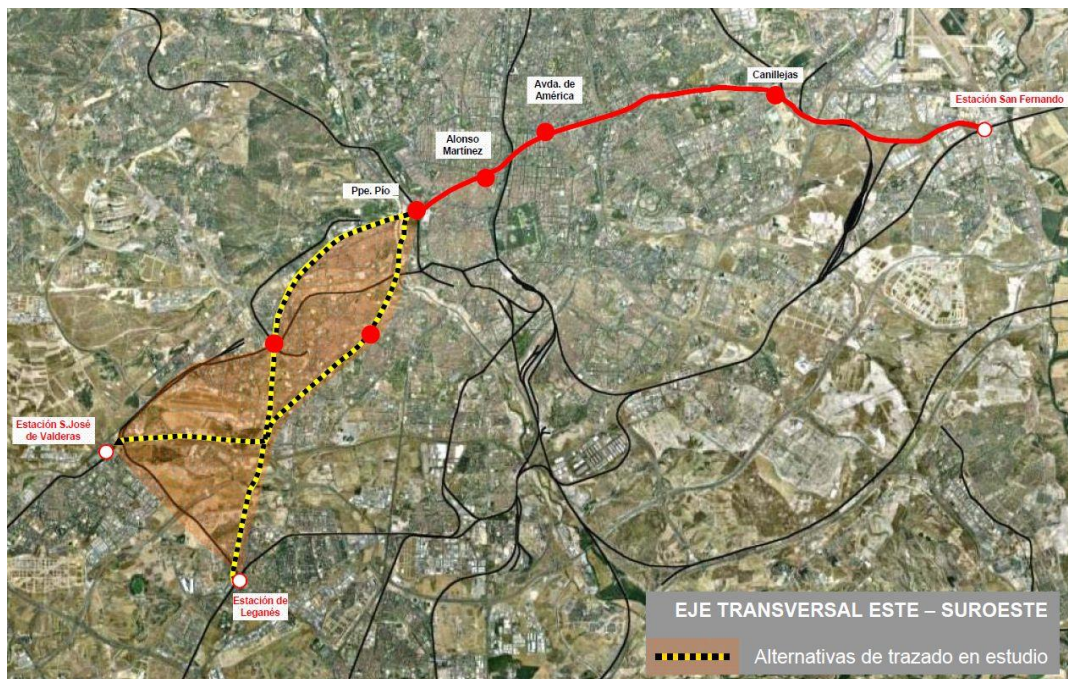 Canillejas
Avda. de
América
Estación San Fernando
Alonso
Martínez
Ppe. Pío
Estación S.José
de Valderas
Estación de
Leganés
EJE TRANSVERSAL ESTE – SUROESTE
Alternativas de trazado en estudio